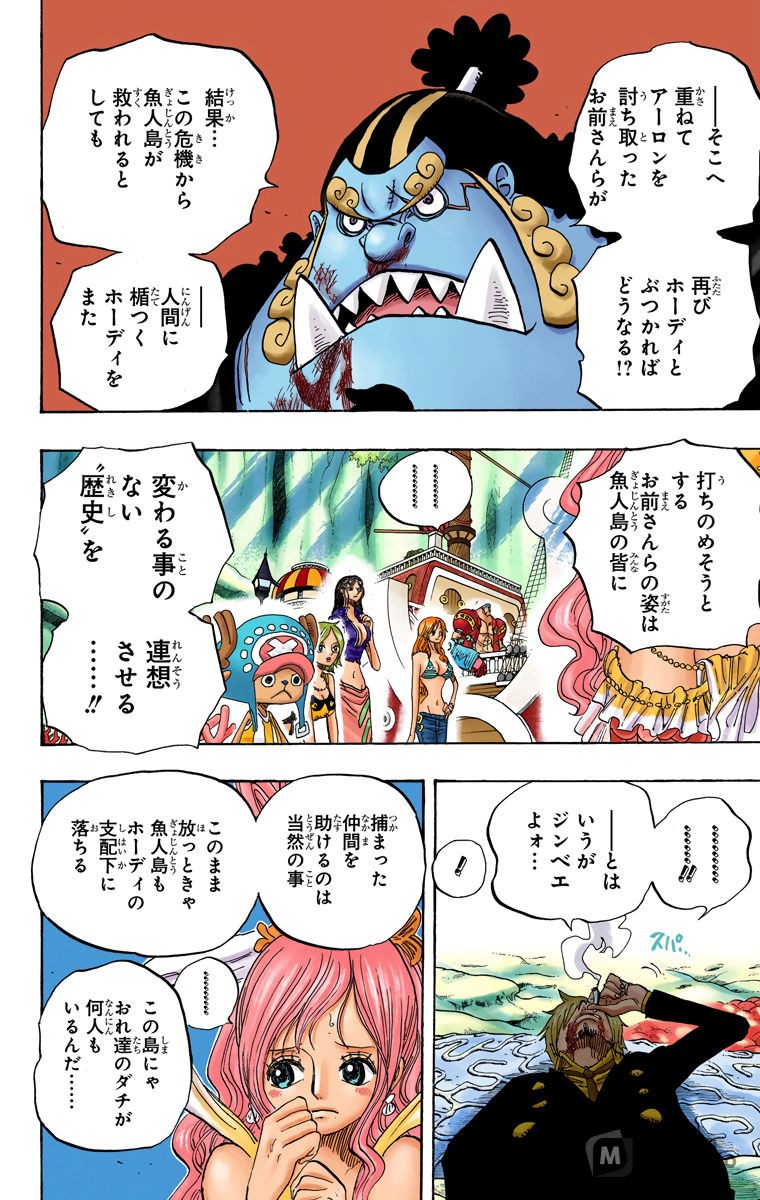 ――そこへ
重ねて
アーロンを
討ち取った
お前さんらが
再び
ホーディと
ぶつかれば
どうなる!?
結果…
この危機から
魚人島が
救われると
しても
――
人間に
楯つく
ホーディを
また
打ちのめそうと
する
お前さんらの姿は
魚人島の皆に
…………
変わる事の
ない
〝歴史〟を
連想
させる
……!!
…………!!
――とは
いうが
ジンベエ
よォ…
スパ…
!
捕まった
仲間を
助けるのは
当然の事
このまま
放っときゃ
魚人島も
ホーディの
支配下に
落ちる
…………
この島にゃ
おれ達のダチが
何人も
いるんだ……
M